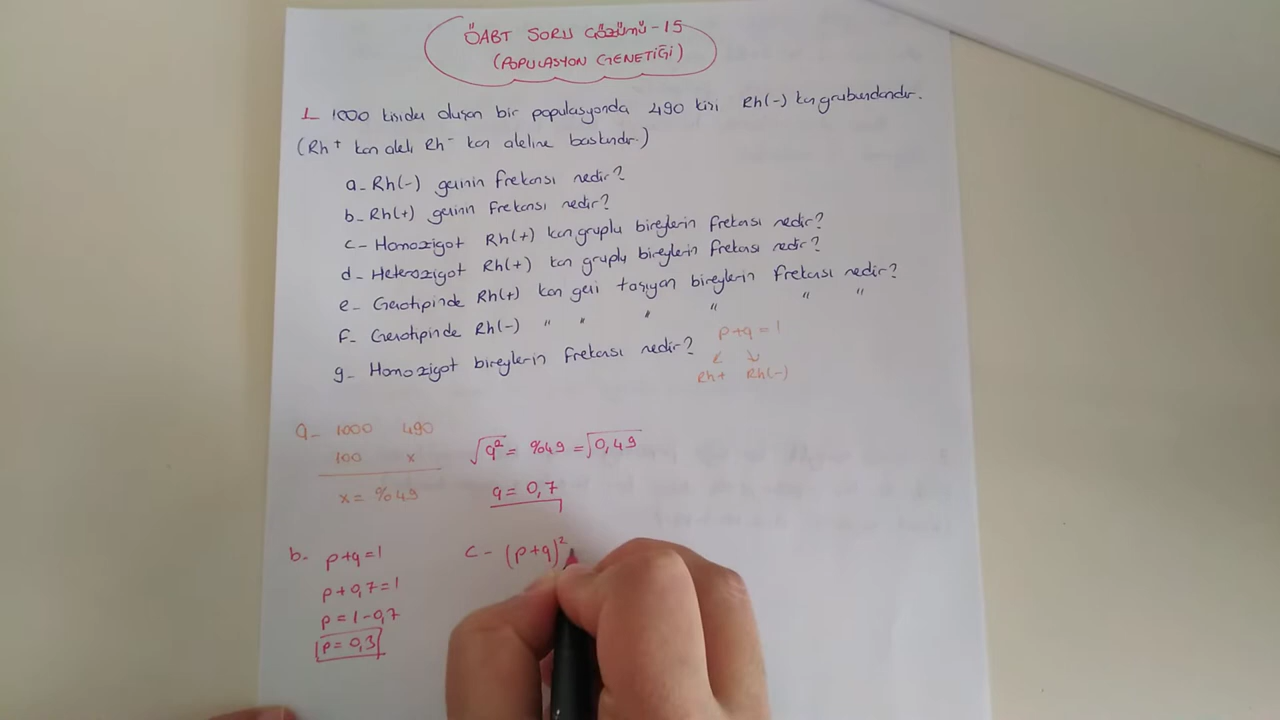 ÖABT SORU ÇÖZÜMÜ-15
(POPULASYON GENETİĞİ)
1- 1000 kişiden oluşan bir populasyonda 490 kişi Rh(-) kan grubundandır.
(Rh+ kan aleli Rh- kan aleline baskındır.)
a- Rh(-) geninin frekansı nedir?
b- Rh(+) genin frekansı nedir?
c- Homozigot Rh(+) kan gruplu bireylerin frekansı nedir?
d- Heterozigot Rh(+) kan gruplu bireylerin frekansı nedir?
e- Genotipinde Rh(+) kan geni taşıyan bireylerin frekansı nedir?
f- Genotipinde Rh(-) " " " " " "
g- Homozigot bireylerin frekansı nedir?
p+q=1
Rh+ Rh(-)
a- 1000 490
100 x
x= %49
√q² = %49 = √0,49
q= 0,7
b- p+q=1
p+0,7=1
p=1-0,7
p=0,3
c- (p+q)²